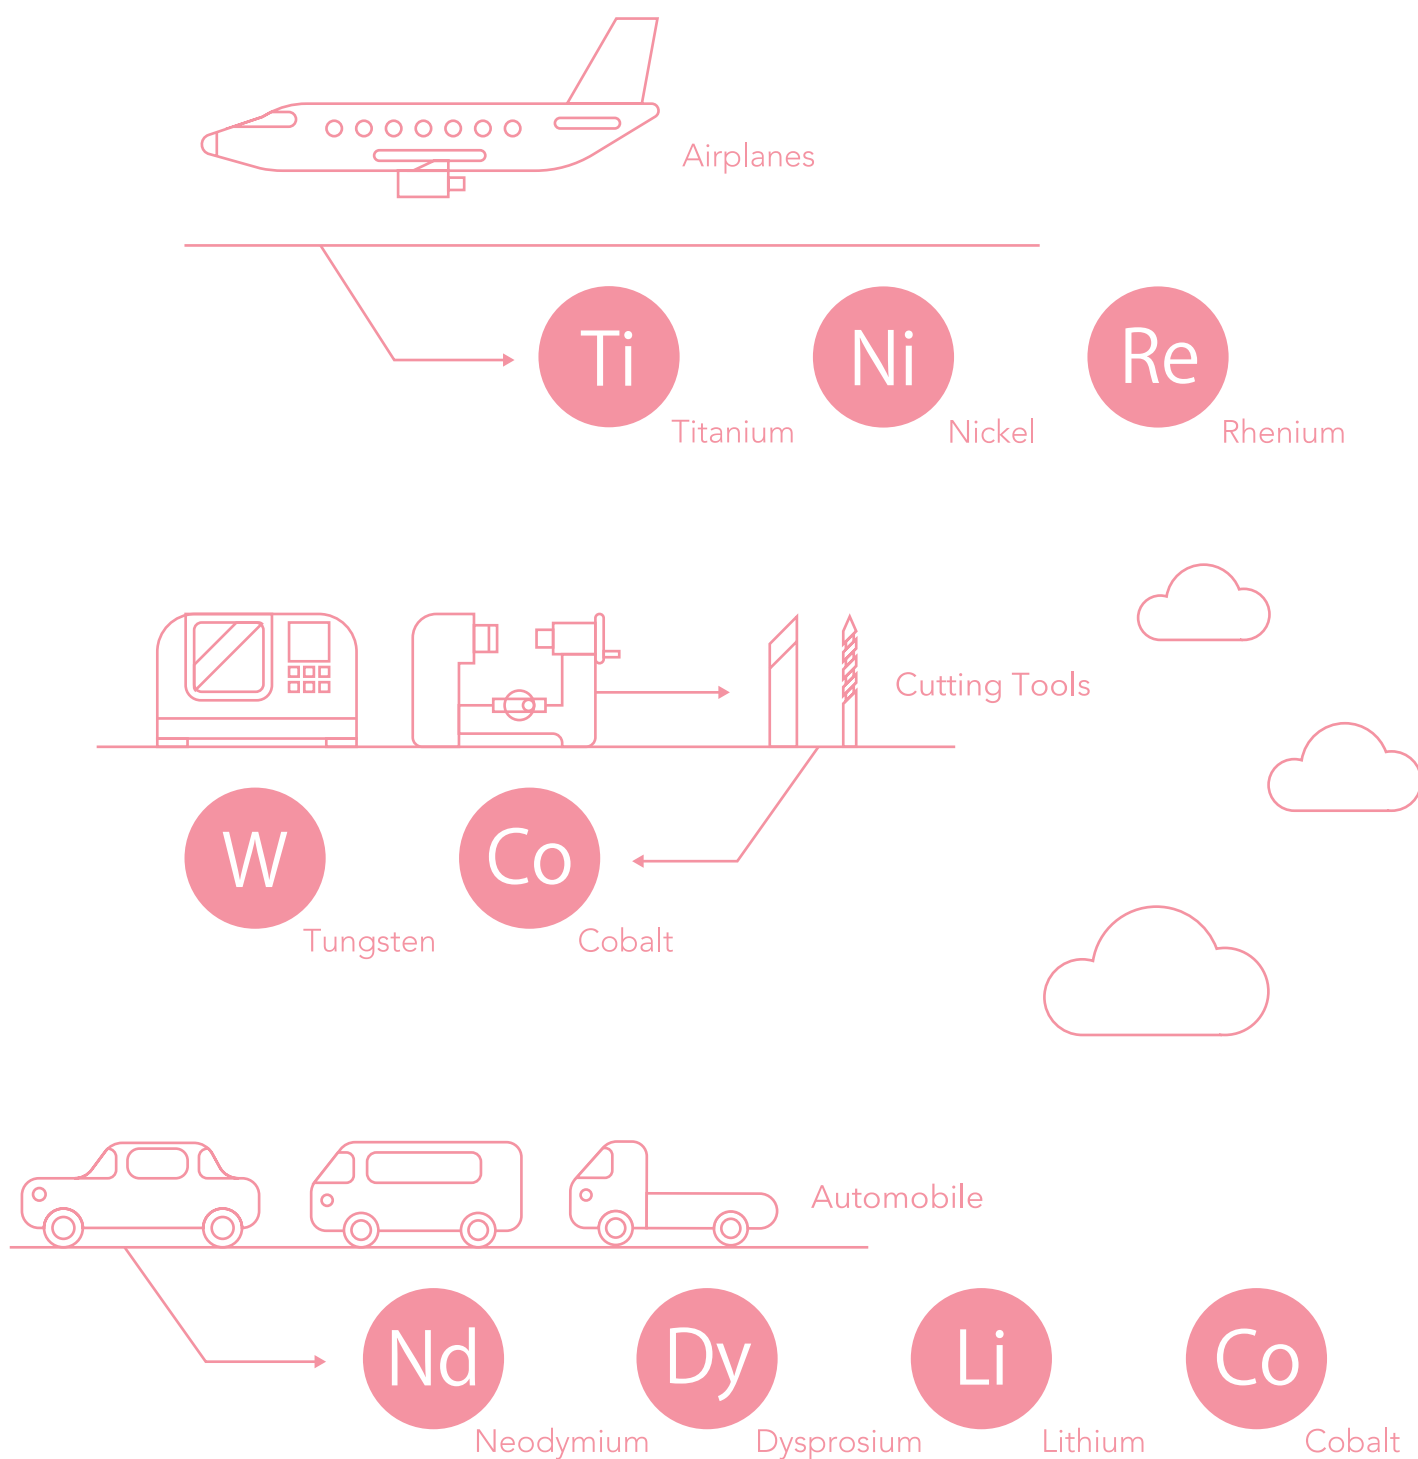 Airplanes
Ti
Titanium
Ni
Nickel
Re
Rhenium
Cutting Tools
W
Tungsten
Co
Cobalt
Automobile
Nd
Neodymium
Dy
Dysprosium
Li
Lithium
Co
Cobalt